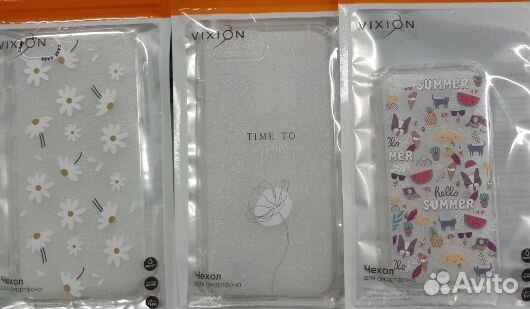 VIXION
Чехол
для смартфона
VIXION
TIME TO
Чехол
для смартфона
VIXION
SUMMER
hello
SUMMER
Чехол
для смартфона
Avito